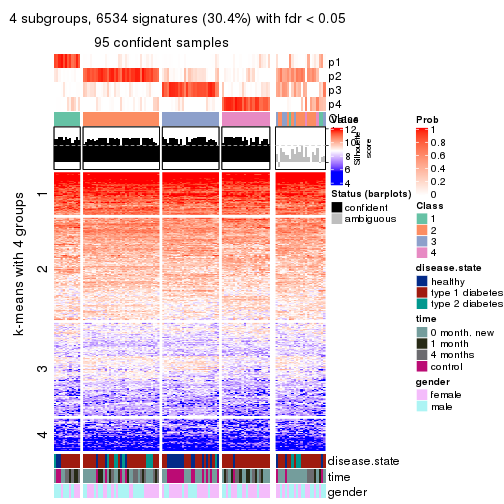 4 subgroups, 6534 signatures (30.4%) with fdr < 0.05
95 confident samples
p1
p2
p3
p4
Class
Value
12
10
8
6
4
Silhouette
score
k-means with 4 groups
1
2
3
4
Status (barplots)
confident
ambiguous
Prob
1
0.8
0.6
0.4
0.2
0
Class
1
2
3
4
disease.state
healthy
type 1 diabetes
type 2 diabetes
time
0 month. new
1 month
4 months
control
gender
female
male
disease.state
time
gender